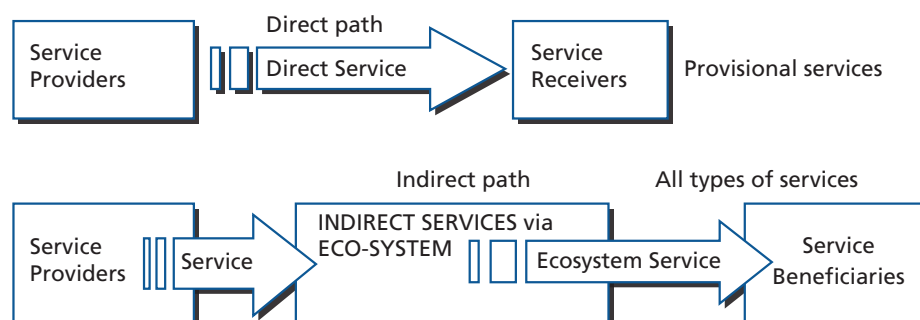 Direct path
Service
Providers
Direct Service
Service
Receivers
Provisional services
Indirect path
All types of services
Service
Providers
Service
INDIRECT SERVICES via
ECO-SYSTEM
Ecosystem Service
Service
Beneficiaries